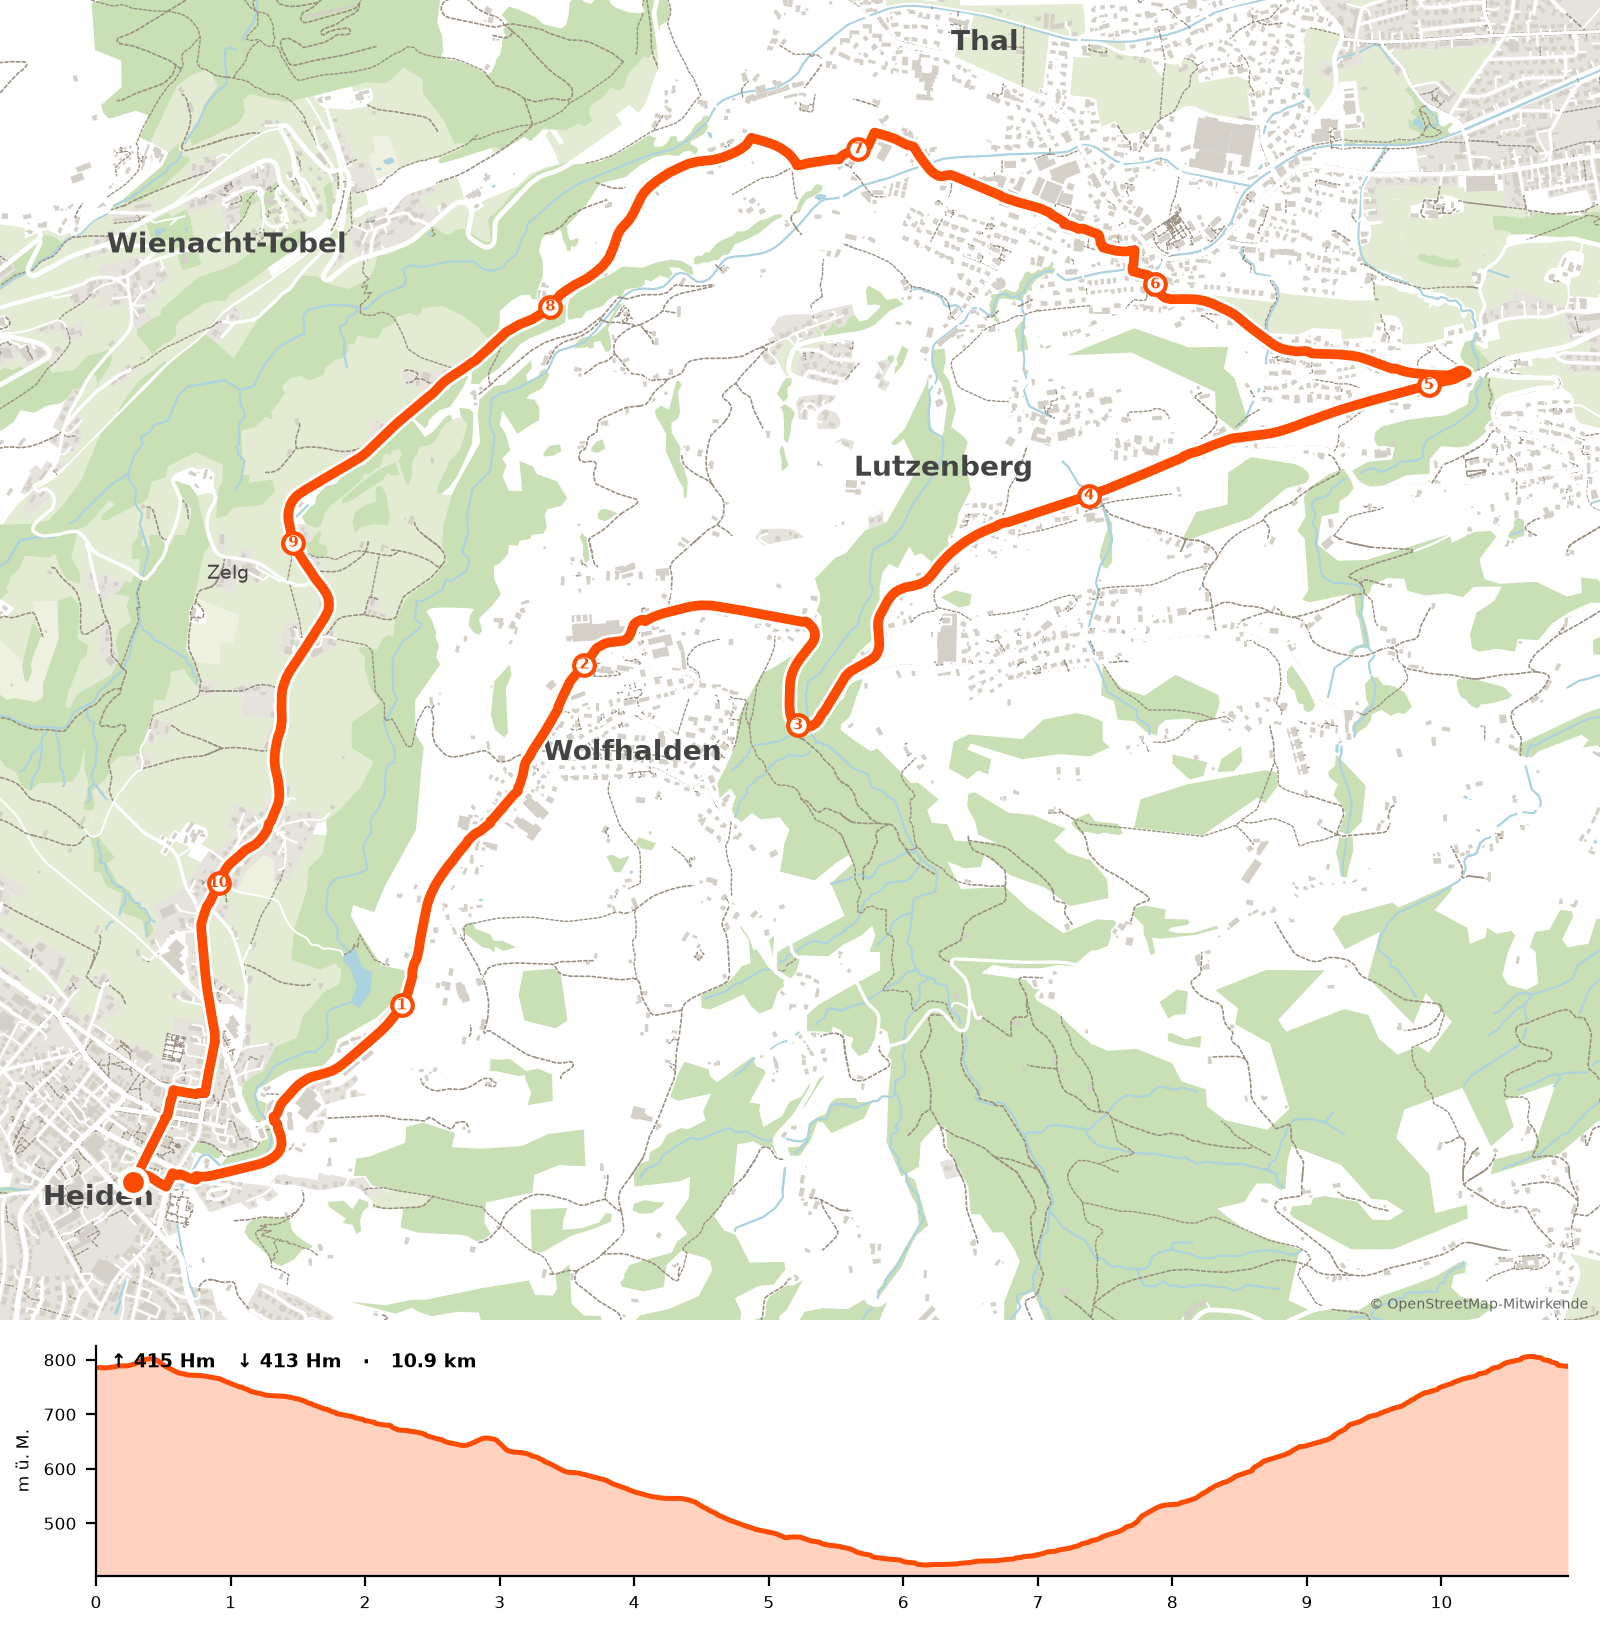 Thal
7
Wienacht-Tobel
6
8
5
Lutzenberg
4
9
Zelg
2
3
Wolfhalden
10
1
Heiden
© OpenStreetMap-Mitwirkende
↑ 415 Hm ↓ 413 Hm · 10.9 km
800
700
600
500
m ü. M.
0 1 2 3 4 5 6 7 8 9 10